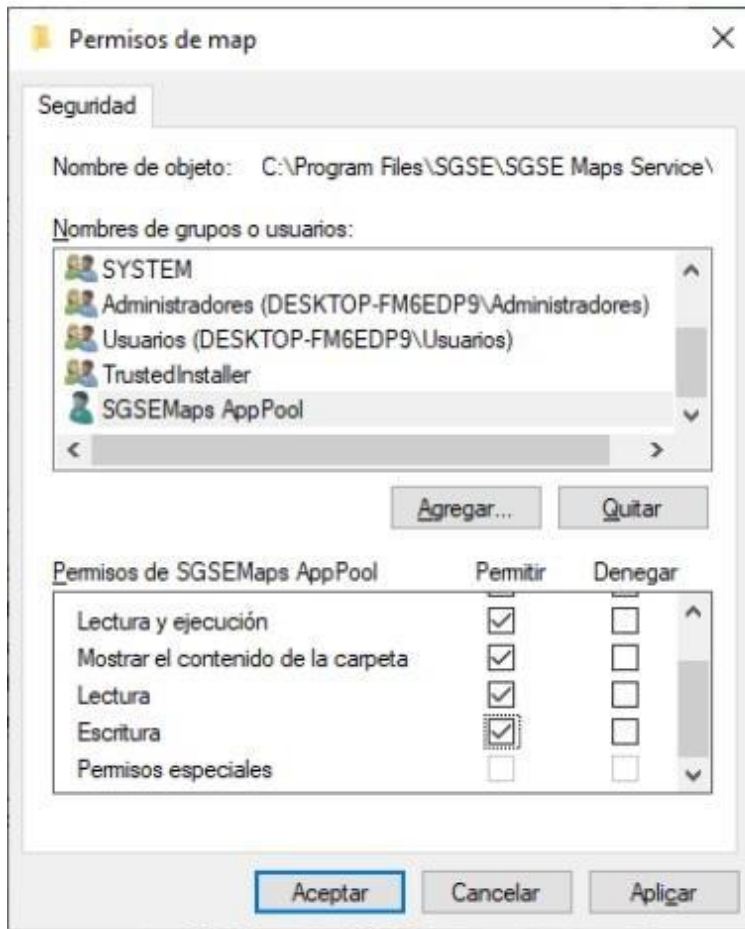 Permisos de map
Seguridad
Nombre de objeto: C:\Program Files\SGSE\SGSE Maps Service\
Nombres de grupos o usuarios:
SYSTEM
Administradores (DESKTOP-FM6EDP9\Administradores)
Usuarios (DESKTOP-FM6EDP9\Usuarios)
TrustedInstaller
SGSEMaps AppPool
Agregar... Quitar
Permisos de SGSEMaps AppPool Permitir Denegar
Lectura y ejecución
Mostrar el contenido de la carpeta
Lectura
Escritura
Permisos especiales
Aceptar Cancelar Aplicar